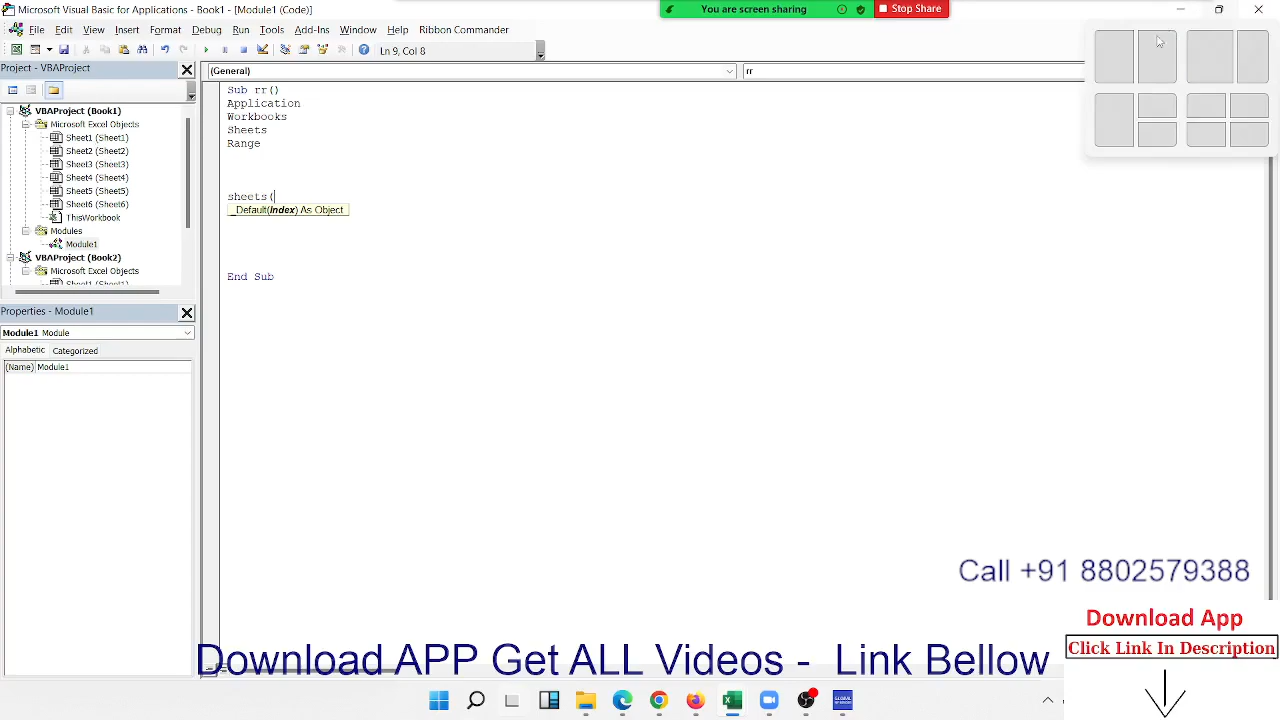 Microsoft Visual Basic for Applications - Book1 - [Module1 (Code)]
You are screen sharing
Stop Share
File Edit View Insert Format Debug Run Tools Add-Ins Window Help Ribbon Commander
Ln 9, Col 8
Project - VBAProject
(General)
rr
VBAProject (Book1)
Microsoft Excel Objects
Sheet1 (Sheet1)
Sheet2 (Sheet2)
Sheet3 (Sheet3)
Sheet4 (Sheet4)
Sheet5 (Sheet5)
Sheet6 (Sheet6)
ThisWorkbook
Modules
Module1
VBAProject (Book2)
Microsoft Excel Objects
Sheet1 (Sheet1)
Properties - Module1
Module1 Module
Alphabetic Categorized
(Name) Module1
Sub rr()
Application
Workbooks
Sheets
Range
sheets(
_Default(Index) As Object
End Sub
Call +91 8802579388
Download App
Click Link In Description
Download APP Get ALL Videos - Link Bellow